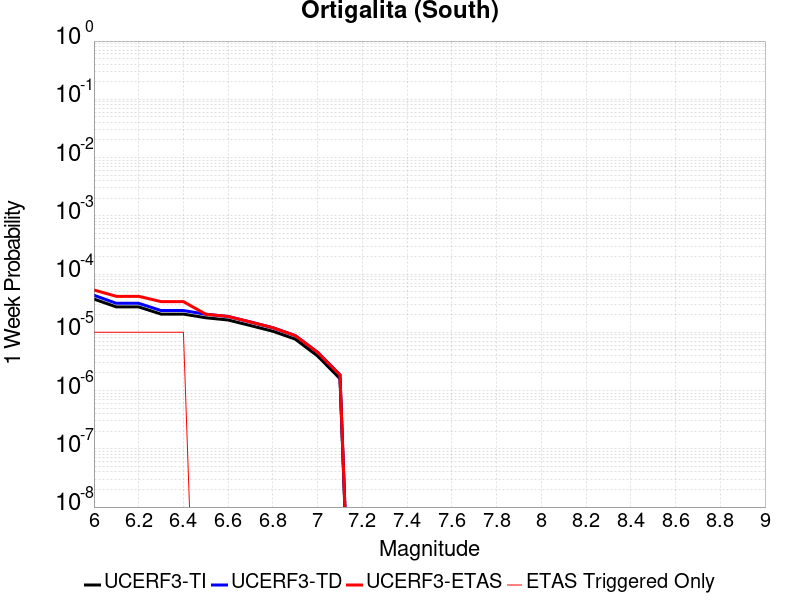 Ortigalita (South)
10^0
10^-1
10^-2
10^-3
10^-4
10^-5
10^-6
10^-7
10^-8
1 Week Probability
6 6.2 6.4 6.6 6.8 7 7.2 7.4 7.6 7.8 8 8.2 8.4 8.6 8.8 9
Magnitude
UCERF3-TI UCERF3-TD UCERF3-ETAS ETAS Triggered Only